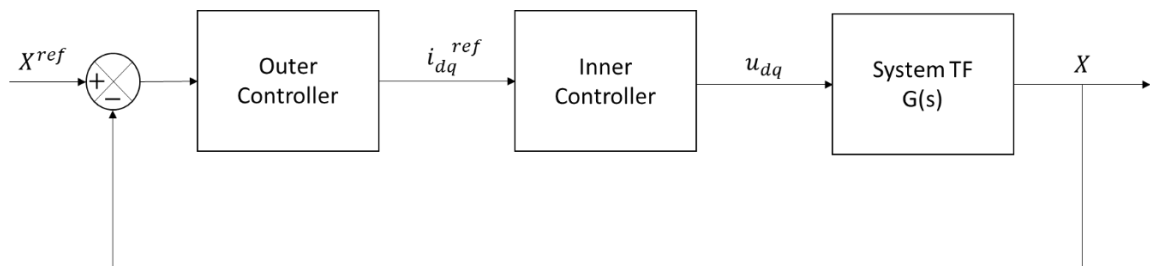 X^ref
+
−
Outer
Controller
i_dq^ref
Inner
Controller
u_dq
System TF
G(s)
X